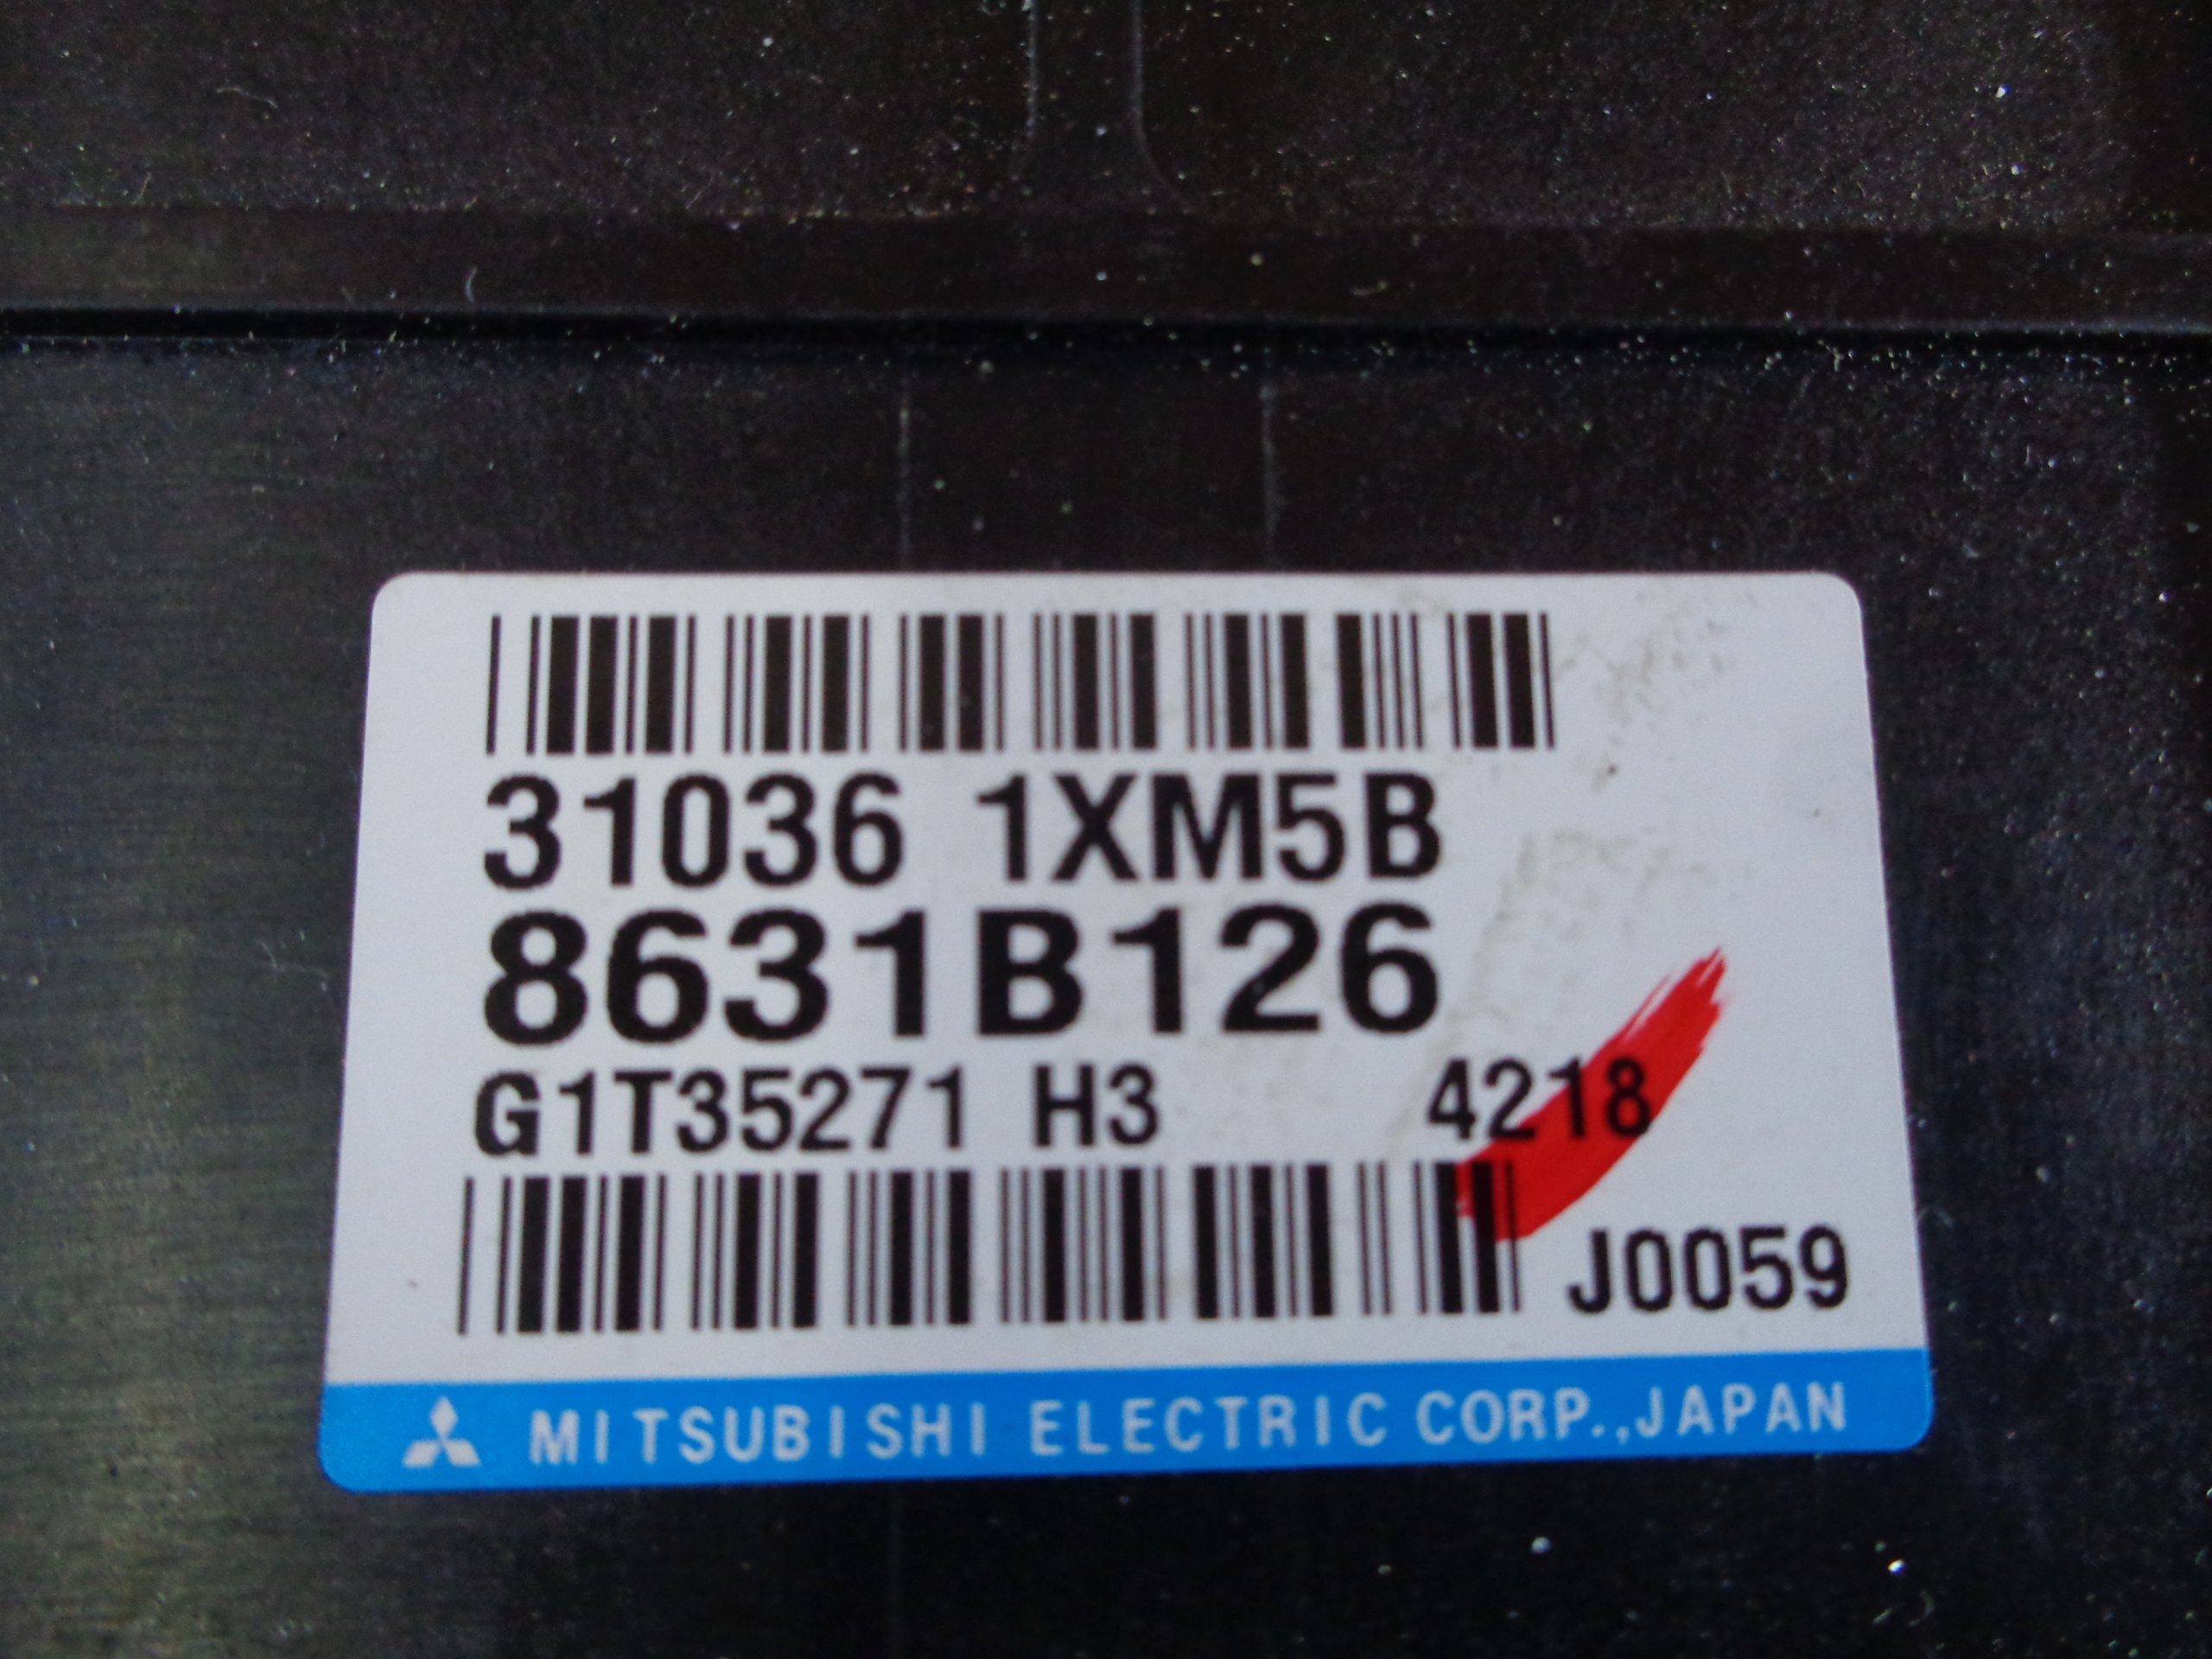 31036 1XM5B
8631B126
G1T35271 H3 4218
J0059
MITSUBISHI ELECTRIC CORP.,JAPAN